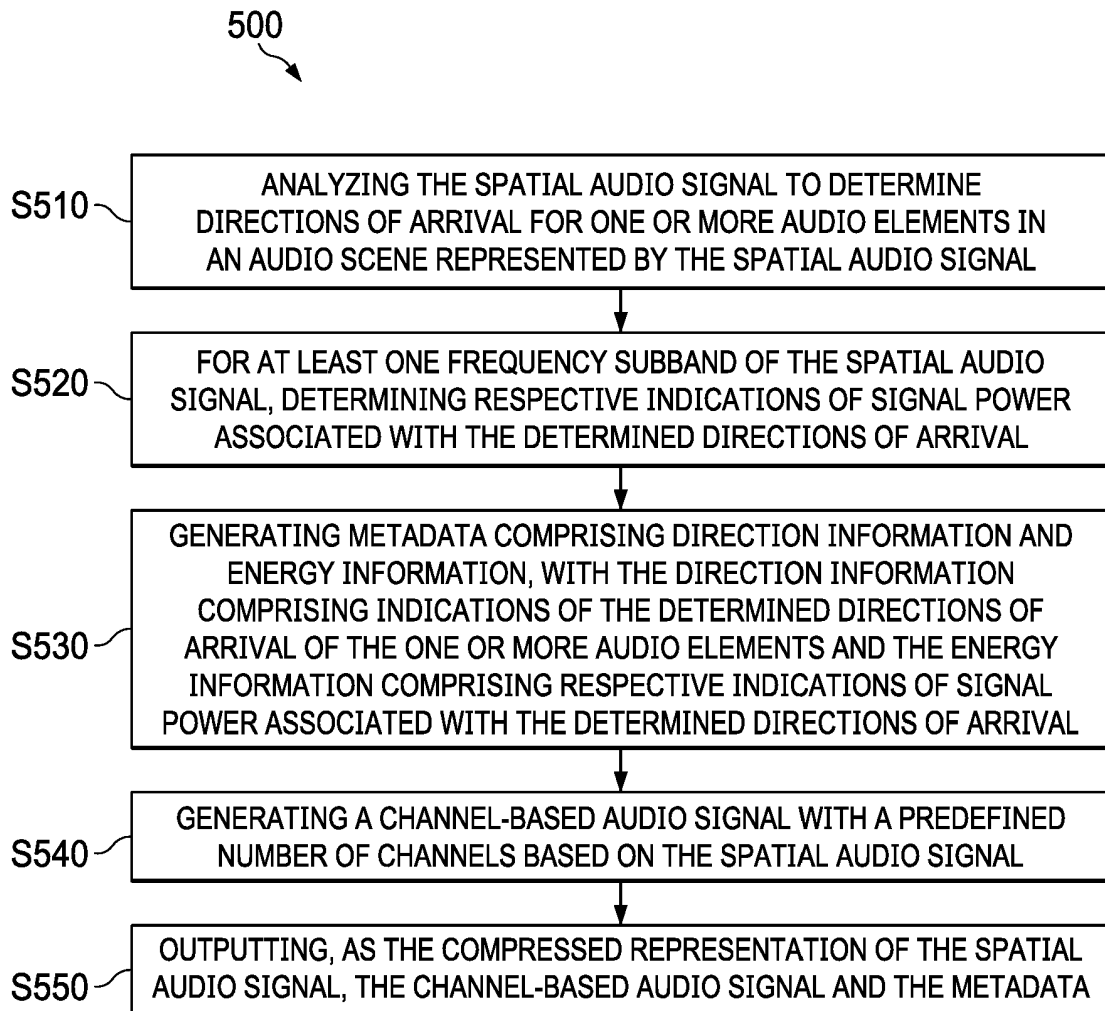 500
S510
ANALYZING THE SPATIAL AUDIO SIGNAL TO DETERMINE
DIRECTIONS OF ARRIVAL FOR ONE OR MORE AUDIO ELEMENTS IN
AN AUDIO SCENE REPRESENTED BY THE SPATIAL AUDIO SIGNAL
S520
FOR AT LEAST ONE FREQUENCY SUBBAND OF THE SPATIAL AUDIO
SIGNAL, DETERMINING RESPECTIVE INDICATIONS OF SIGNAL POWER
ASSOCIATED WITH THE DETERMINED DIRECTIONS OF ARRIVAL
S530
GENERATING METADATA COMPRISING DIRECTION INFORMATION AND
ENERGY INFORMATION, WITH THE DIRECTION INFORMATION
COMPRISING INDICATIONS OF THE DETERMINED DIRECTIONS OF
ARRIVAL OF THE ONE OR MORE AUDIO ELEMENTS AND THE ENERGY
INFORMATION COMPRISING RESPECTIVE INDICATIONS OF SIGNAL
POWER ASSOCIATED WITH THE DETERMINED DIRECTIONS OF ARRIVAL
S540
GENERATING A CHANNEL-BASED AUDIO SIGNAL WITH A PREDEFINED
NUMBER OF CHANNELS BASED ON THE SPATIAL AUDIO SIGNAL
S550
OUTPUTTING, AS THE COMPRESSED REPRESENTATION OF THE SPATIAL
AUDIO SIGNAL, THE CHANNEL-BASED AUDIO SIGNAL AND THE METADATA